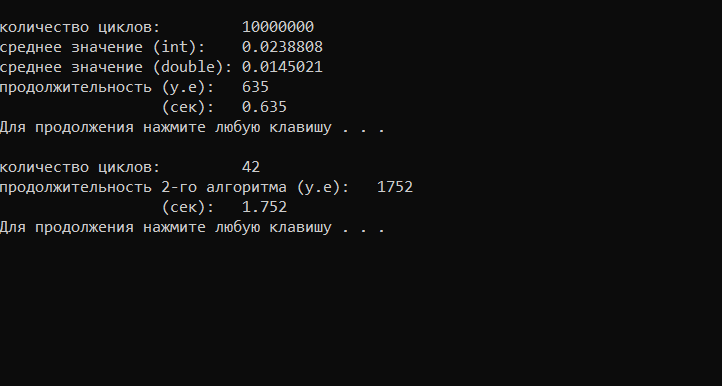 количество циклов: 10000000
среднее значение (int): 0.0238808
среднее значение (double): 0.0145021
продолжительность (у.е): 635
(сек): 0.635
Для продолжения нажмите любую клавишу . . .
количество циклов: 42
продолжительность 2-го алгоритма (у.е): 1752
(сек): 1.752
Для продолжения нажмите любую клавишу . . .